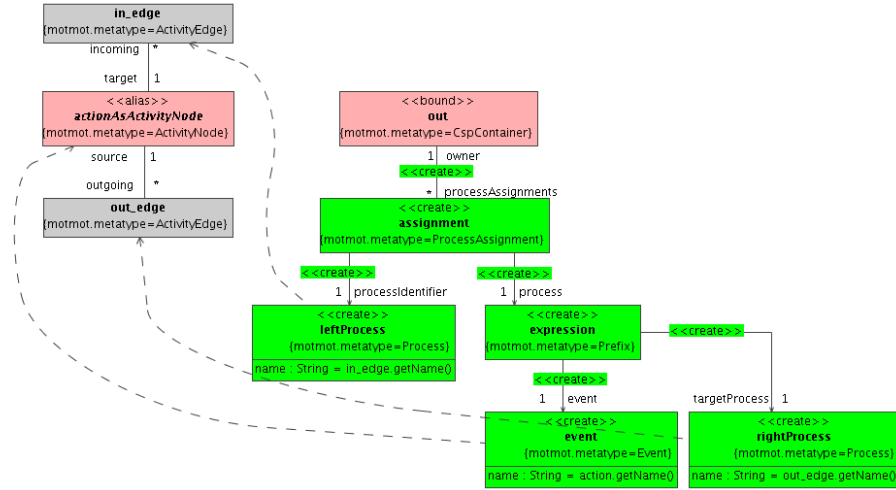 in_edge
{motmot.metatype=ActivityEdge}
incoming *
target 1
<<alias>>
actionAsActivityNode
{motmot.metatype=ActivityNode}
source 1
outgoing *
out_edge
{motmot.metatype=ActivityEdge}
<<bound>>
out
{motmot.metatype=CspContainer}
1 owner
<<create>>
* processAssignments
<<create>>
assignment
{motmot.metatype=ProcessAssignment}
<<create>>
1 processIdentifier
<<create>>
1 process
<<create>>
leftProcess
{motmot.metatype=Process}
name : String = in_edge.getName()
<<create>>
expression
{motmot.metatype=Prefix}
<<create>>
<<create>>
1 event
targetProcess 1
<<create>>
event
{motmot.metatype=Event}
name : String = action.getName()
<<create>>
rightProcess
{motmot.metatype=Process}
name : String = out_edge.getName()